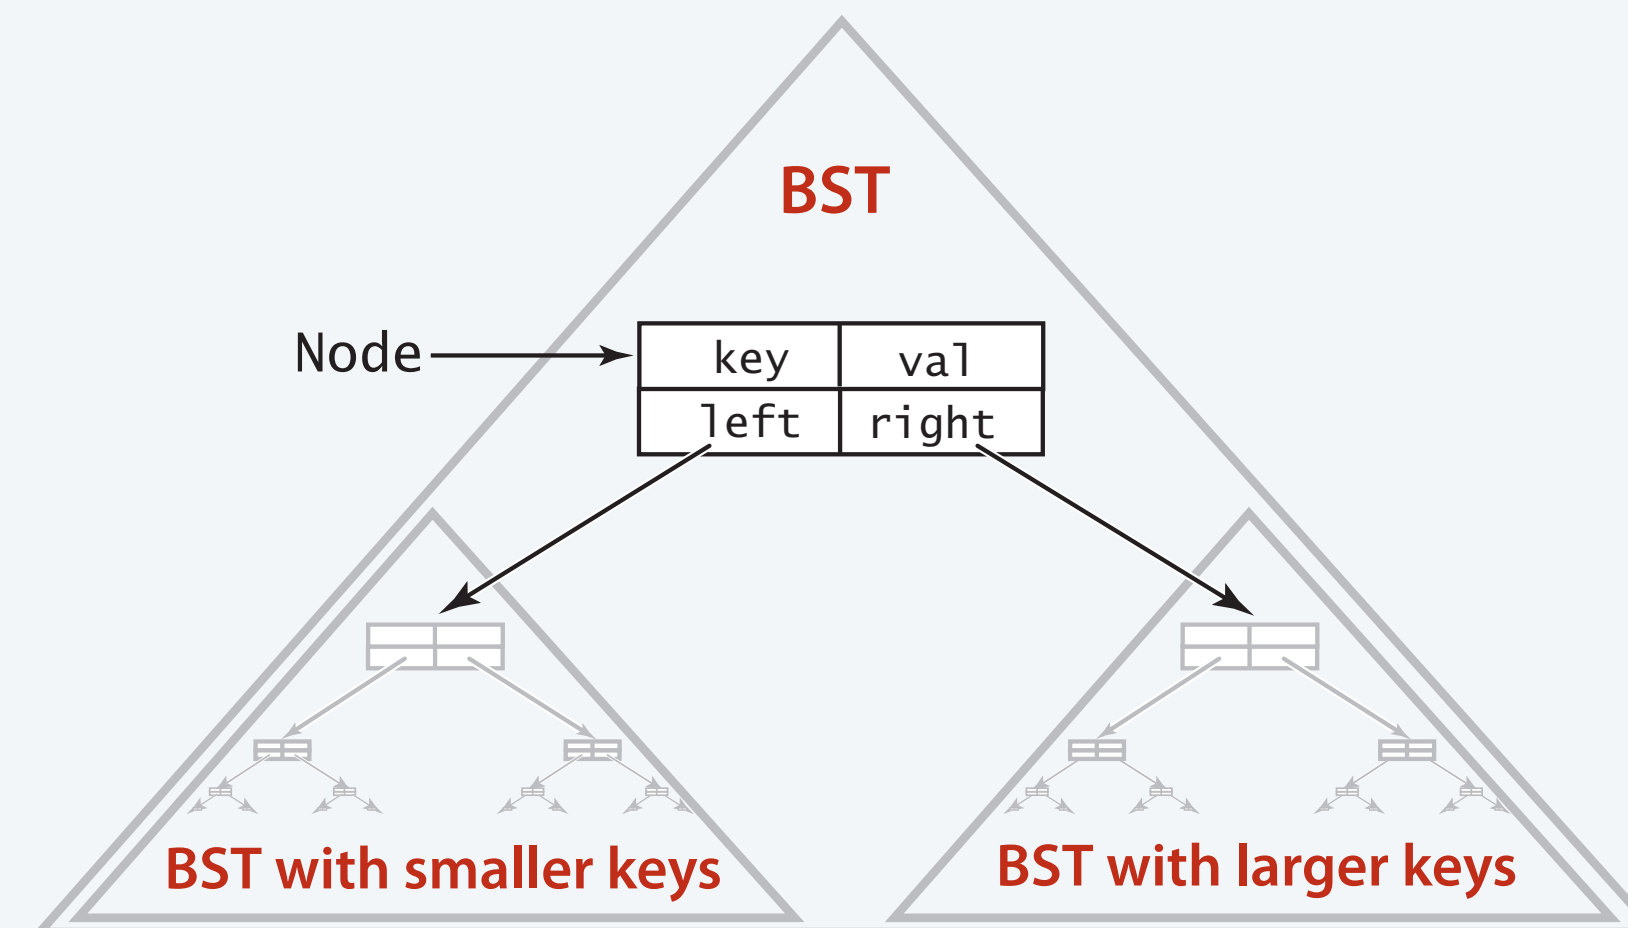 BST
Node
key val
left right
BST with smaller keys
BST with larger keys